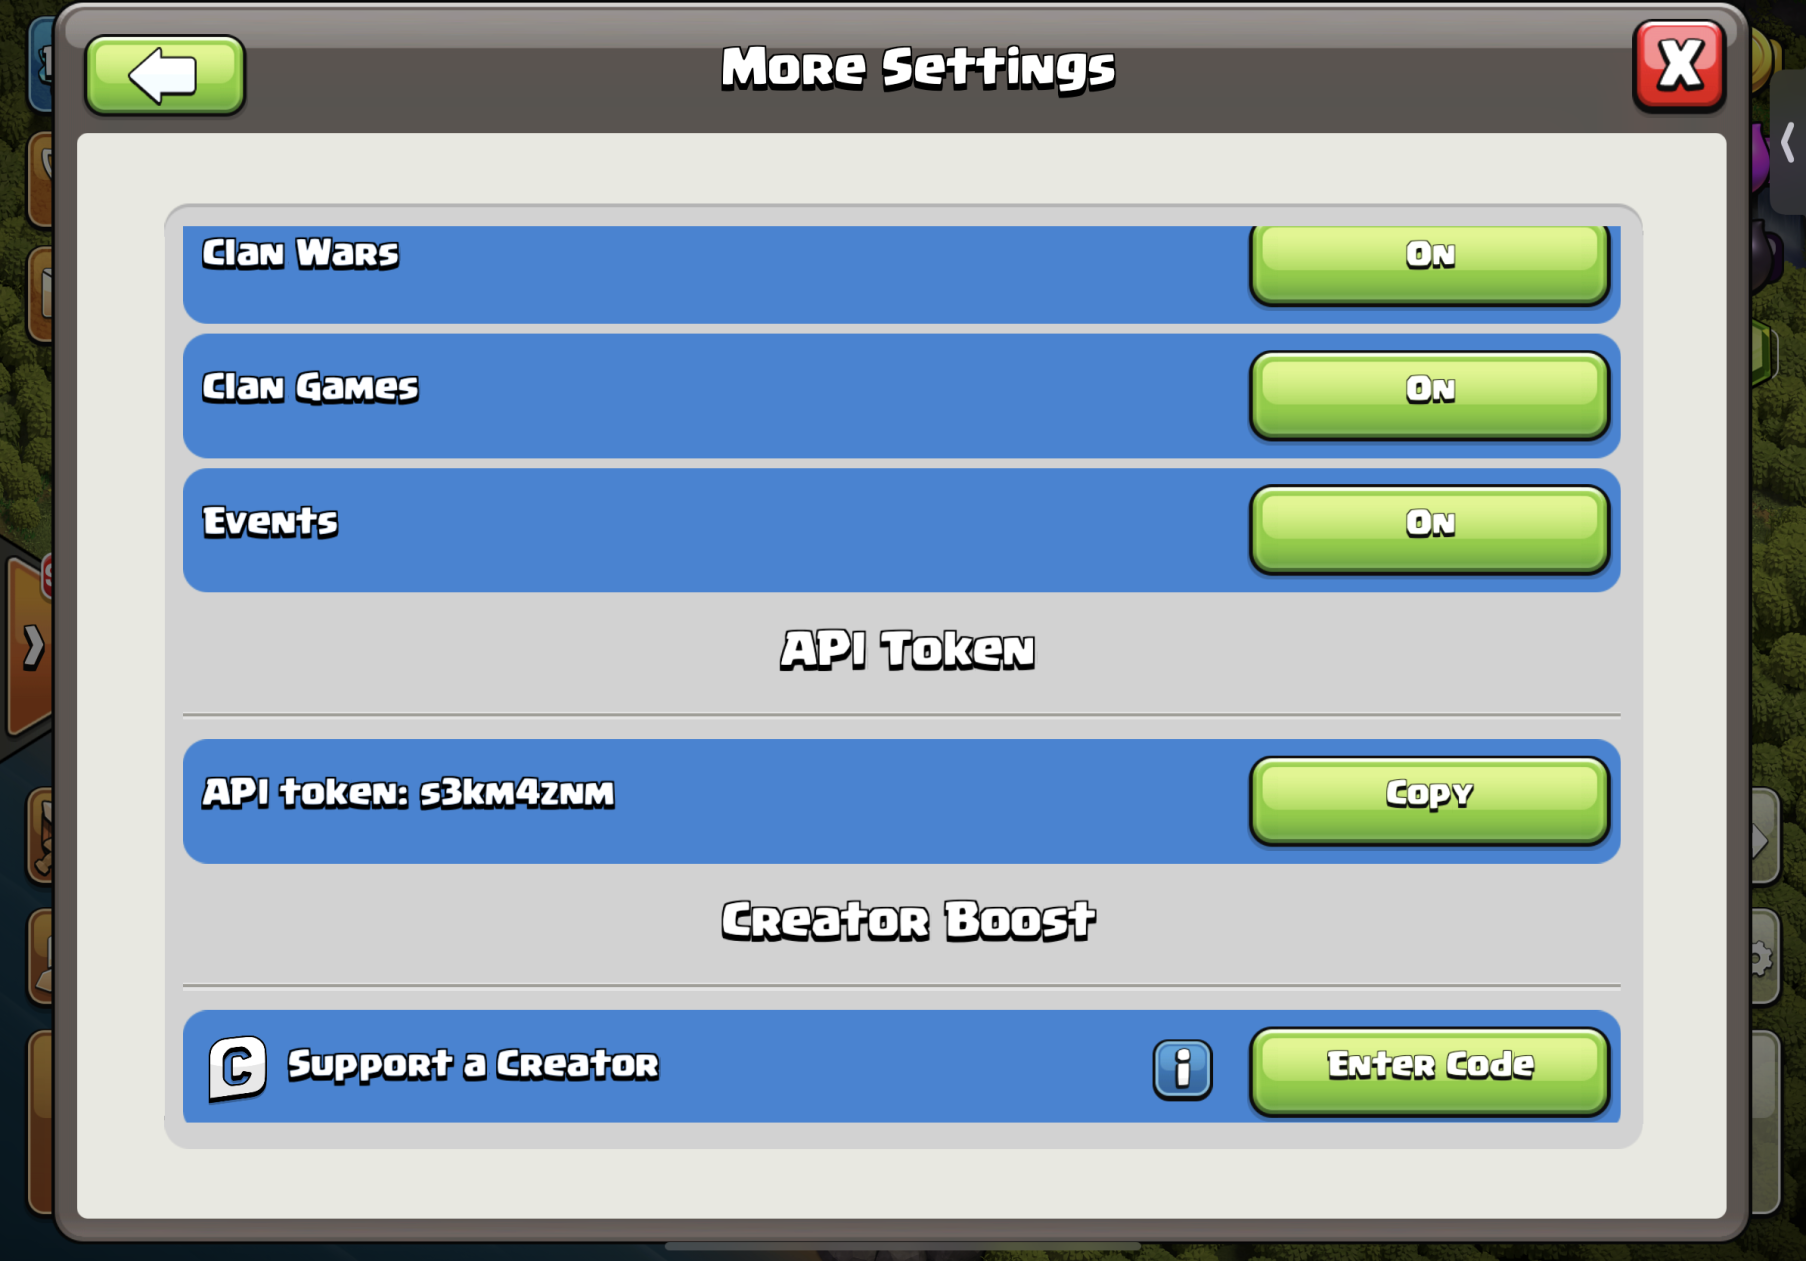 More Settings
X
Clan Wars
On
Clan Games
On
Events
On
API Token
API token: s3km4znm
Copy
Creator Boost
C
Support a Creator
i
Enter Code